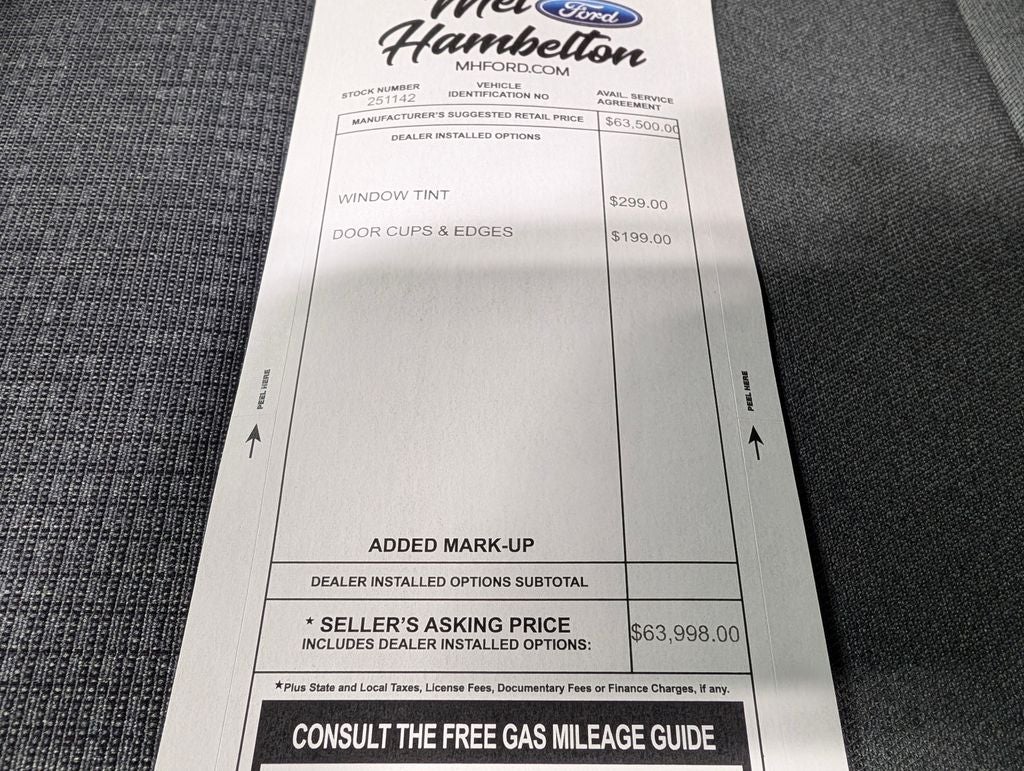 Mel Ford
Hambelton
MHFORD.COM
STOCK NUMBER
251142
VEHICLE
IDENTIFICATION NO
AVAIL. SERVICE
AGREEMENT
MANUFACTURER'S SUGGESTED RETAIL PRICE $63,500.00
DEALER INSTALLED OPTIONS
WINDOW TINT $299.00
DOOR CUPS & EDGES $199.00
PEEL HERE
PEEL HERE
ADDED MARK-UP
DEALER INSTALLED OPTIONS SUBTOTAL
* SELLER'S ASKING PRICE
INCLUDES DEALER INSTALLED OPTIONS: $63,998.00
*Plus State and Local Taxes, License Fees, Documentary Fees or Finance Charges, if any.
CONSULT THE FREE GAS MILEAGE GUIDE